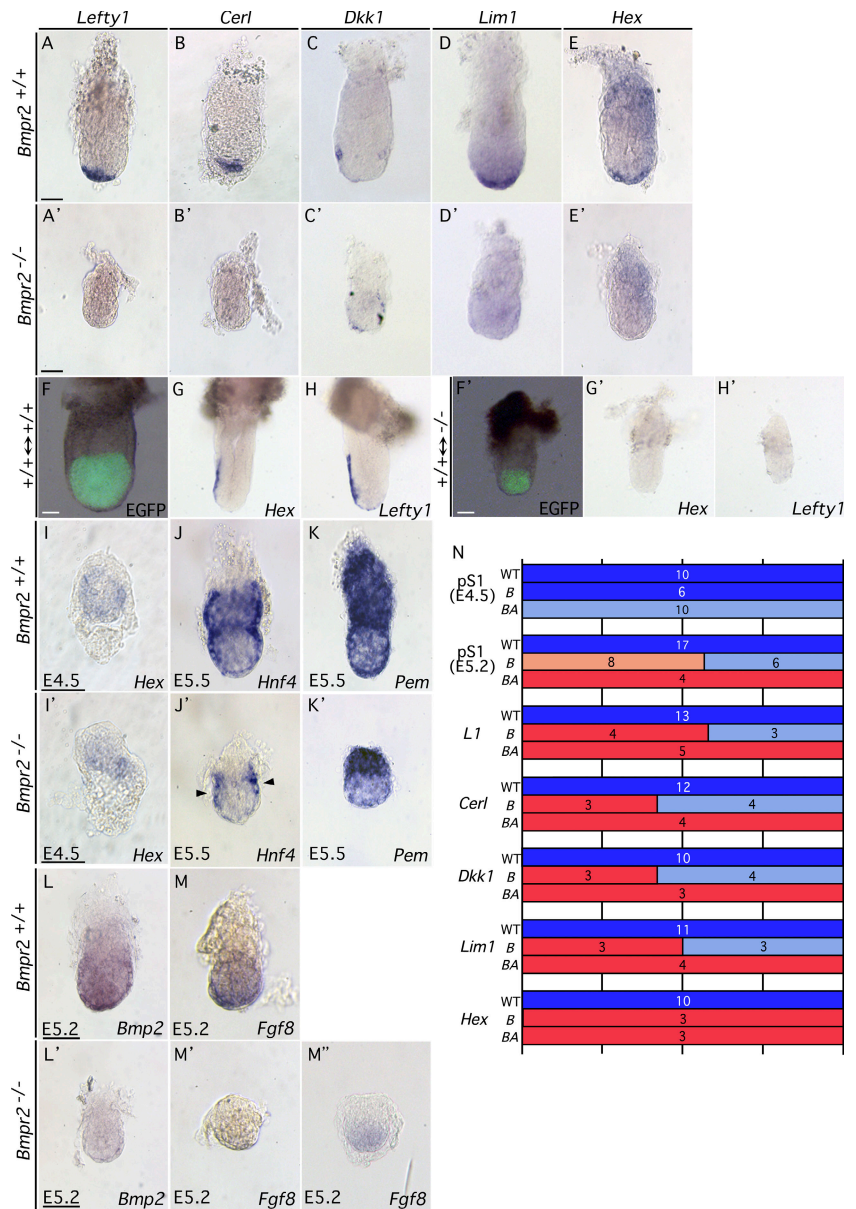 Lefty1 Cerl Dkk1 Lim1 Hex
Bmpr2 +/+
A B C D E
Bmpr2 -/-
A' B' C' D' E'
+/+↔+/+
F G H
EGFP Hex Lefty1
+/+↔-/-
F' G' H'
EGFP Hex Lefty1
Bmpr2 +/+
I J K
E4.5 Hex E5.5 Hnf4 E5.5 Pem
Bmpr2 -/-
I' J' K'
E4.5 Hex E5.5 Hnf4 E5.5 Pem
Bmpr2 +/+
L M
E5.2 Bmp2 E5.2 Fgf8
Bmpr2 -/-
L' M' M''
E5.2 Bmp2 E5.2 Fgf8 E5.2 Fgf8
N
pS1 (E4.5)
WT 10
B 6
BA 10
pS1 (E5.2)
WT 17
B 8 6
BA 4
L1
WT 13
B 4 3
BA 5
Cerl
WT 12
B 3 4
BA 4
Dkk1
WT 10
B 3 4
BA 3
Lim1
WT 11
B 3 3
BA 4
Hex
WT 10
B 3
BA 3